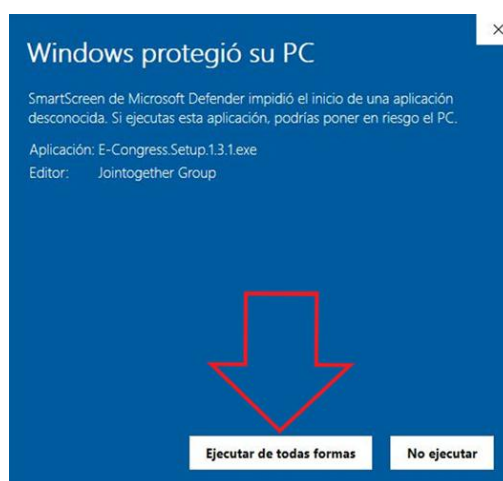 Windows protegió su PC
SmartScreen de Microsoft Defender impidió el inicio de una aplicación
desconocida. Si ejecutas esta aplicación, podrías poner en riesgo el PC.
Aplicación: E-Congress.Setup.1.3.1.exe
Editor: Jointogether Group
Ejecutar de todas formas
No ejecutar